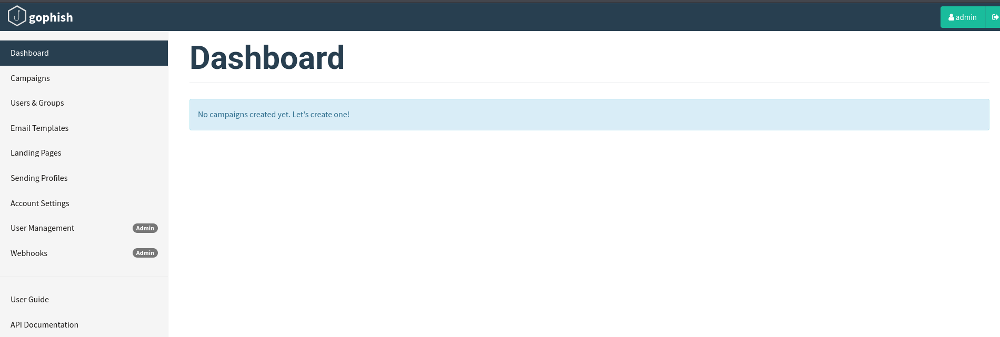 gophish
admin
Dashboard
Campaigns
Users & Groups
Email Templates
Landing Pages
Sending Profiles
Account Settings
User Management Admin
Webhooks Admin
User Guide
API Documentation
Dashboard
No campaigns created yet. Let's create one!